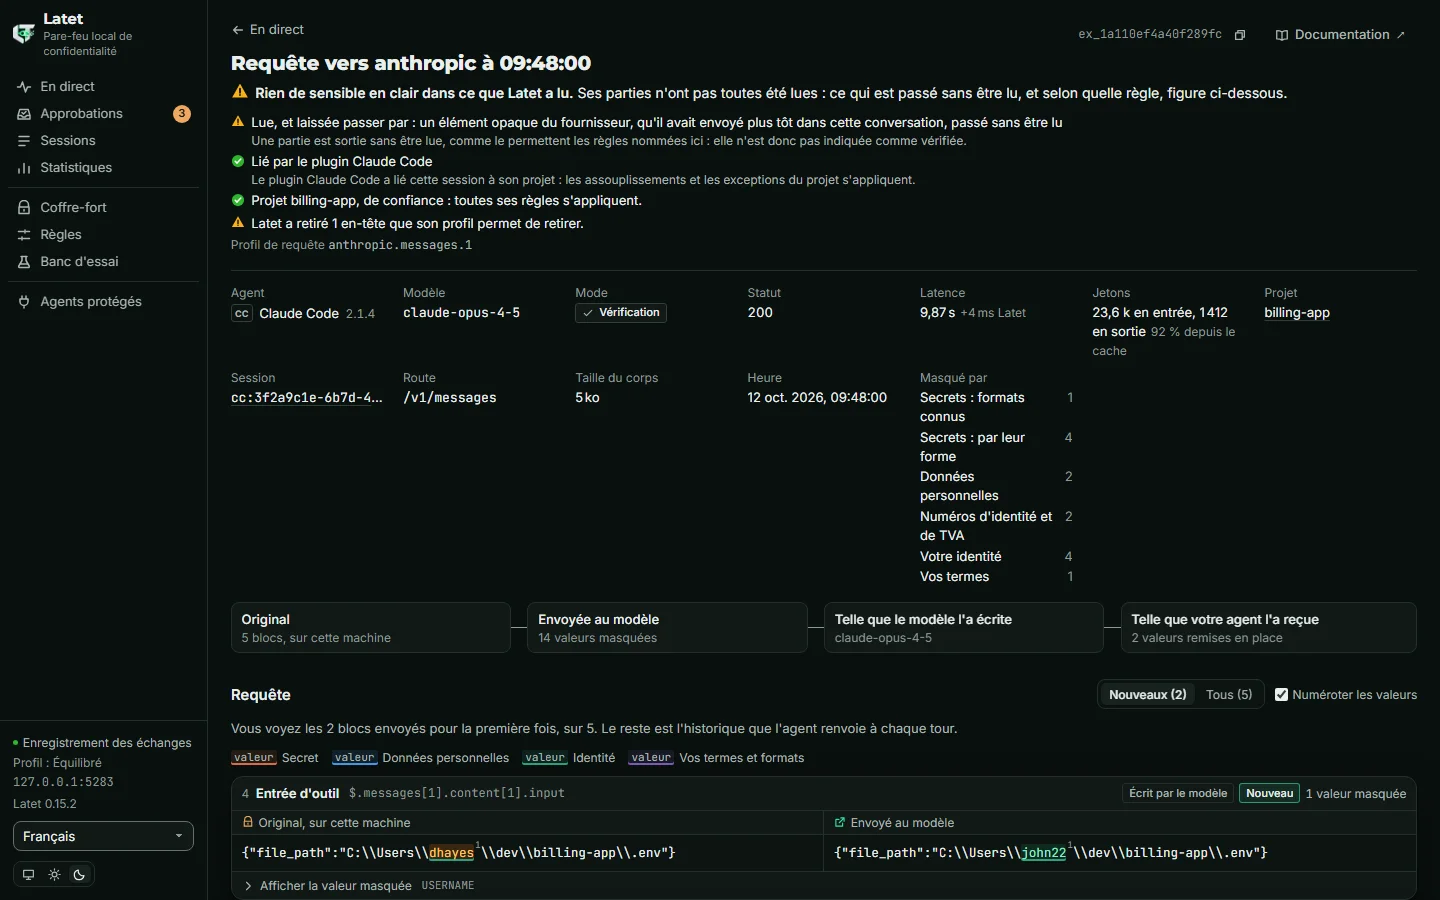 Latet
Pare-feu local de
confidentialité
En direct
Approbations 3
Sessions
Statistiques
Coffre-fort
Règles
Banc d'essai
Agents protégés
Enregistrement des échanges
Profil : Équilibré
127.0.0.1:5283
Latet 0.15.2
Français
← En direct
ex_1a110ef4a40f289fc
Documentation ↗
Requête vers anthropic à 09:48:00
Rien de sensible en clair dans ce que Latet a lu. Ses parties n'ont pas toutes été lues : ce qui est passé sans être lu, et selon quelle règle, figure ci-dessous.
Lue, et laissée passer par : un élément opaque du fournisseur, qu'il avait envoyé plus tôt dans cette conversation, passé sans être lu
Une partie est sortie sans être lue, comme le permettent les règles nommées ici : elle n'est donc pas indiquée comme vérifiée.
Lié par le plugin Claude Code
Le plugin Claude Code a lié cette session à son projet : les assouplissements et les exceptions du projet s'appliquent.
Projet billing-app, de confiance : toutes ses règles s'appliquent.
Latet a retiré 1 en-tête que son profil permet de retirer.
Profil de requête anthropic.messages.1
Agent
CC Claude Code 2.1.4
Modèle
claude-opus-4-5
Mode
Vérification
Statut
200
Latence
9,87 s +4 ms Latet
Jetons
23,6 k en entrée, 1 412
en sortie 92 % depuis le
cache
Projet
billing-app
Session
cc:3f2a9c1e-6b7d-4...
Route
/v1/messages
Taille du corps
5 ko
Heure
12 oct. 2026, 09:48:00
Masqué par
Secrets : formats
connus 1
Secrets : par leur
forme 4
Données
personnelles 2
Numéros d'identité et
de TVA 2
Votre identité 4
Vos termes 1
Original
5 blocs, sur cette machine
Envoyée au modèle
14 valeurs masquées
Telle que le modèle l'a écrite
claude-opus-4-5
Telle que votre agent l'a reçue
2 valeurs remises en place
Requête
Nouveaux (2) Tous (5)
Numéroter les valeurs
Vous voyez les 2 blocs envoyés pour la première fois, sur 5. Le reste est l'historique que l'agent renvoie à chaque tour.
valeur Secret valeur Données personnelles valeur Identité valeur Vos termes et formats
4 Entrée d'outil $.messages[1].content[1].input
Écrit par le modèle Nouveau 1 valeur masquée
Original, sur cette machine
Envoyé au modèle
{"file_path":"C:\\Users\\dhayes1\\dev\\billing-app\\.env"}
{"file_path":"C:\\Users\\john221\\dev\\billing-app\\.env"}
Afficher la valeur masquée USERNAME